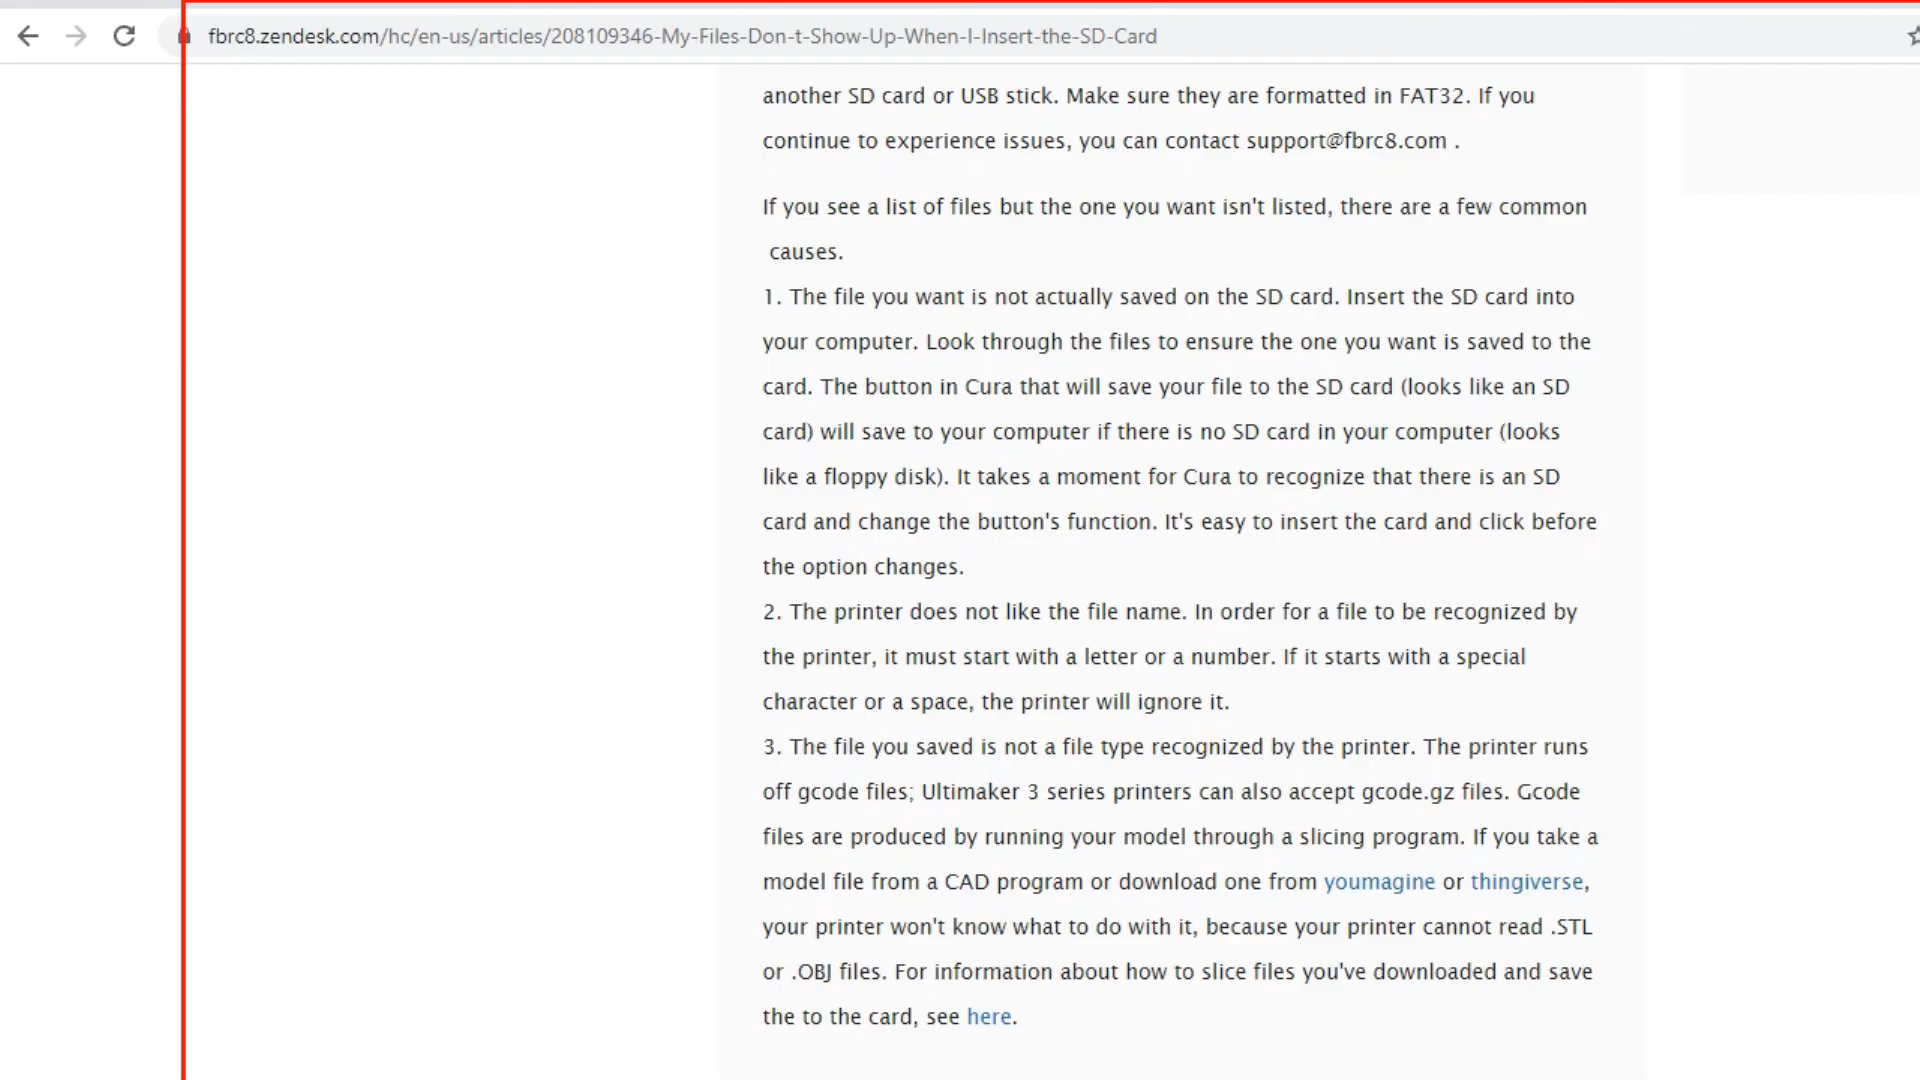 fbrc8.zendesk.com/hc/en-us/articles/208109346-My-Files-Don-t-Show-Up-When-I-Insert-the-SD-Card
another SD card or USB stick. Make sure they are formatted in FAT32. If you
continue to experience issues, you can contact support@fbrc8.com .
If you see a list of files but the one you want isn't listed, there are a few common
causes.
1. The file you want is not actually saved on the SD card. Insert the SD card into
your computer. Look through the files to ensure the one you want is saved to the
card. The button in Cura that will save your file to the SD card (looks like an SD
card) will save to your computer if there is no SD card in your computer (looks
like a floppy disk). It takes a moment for Cura to recognize that there is an SD
card and change the button's function. It's easy to insert the card and click before
the option changes.
2. The printer does not like the file name. In order for a file to be recognized by
the printer, it must start with a letter or a number. If it starts with a special
character or a space, the printer will ignore it.
3. The file you saved is not a file type recognized by the printer. The printer runs
off gcode files; Ultimaker 3 series printers can also accept gcode.gz files. Gcode
files are produced by running your model through a slicing program. If you take a
model file from a CAD program or download one from youmagine or thingiverse,
your printer won't know what to do with it, because your printer cannot read .STL
or .OBJ files. For information about how to slice files you've downloaded and save
the to the card, see here.